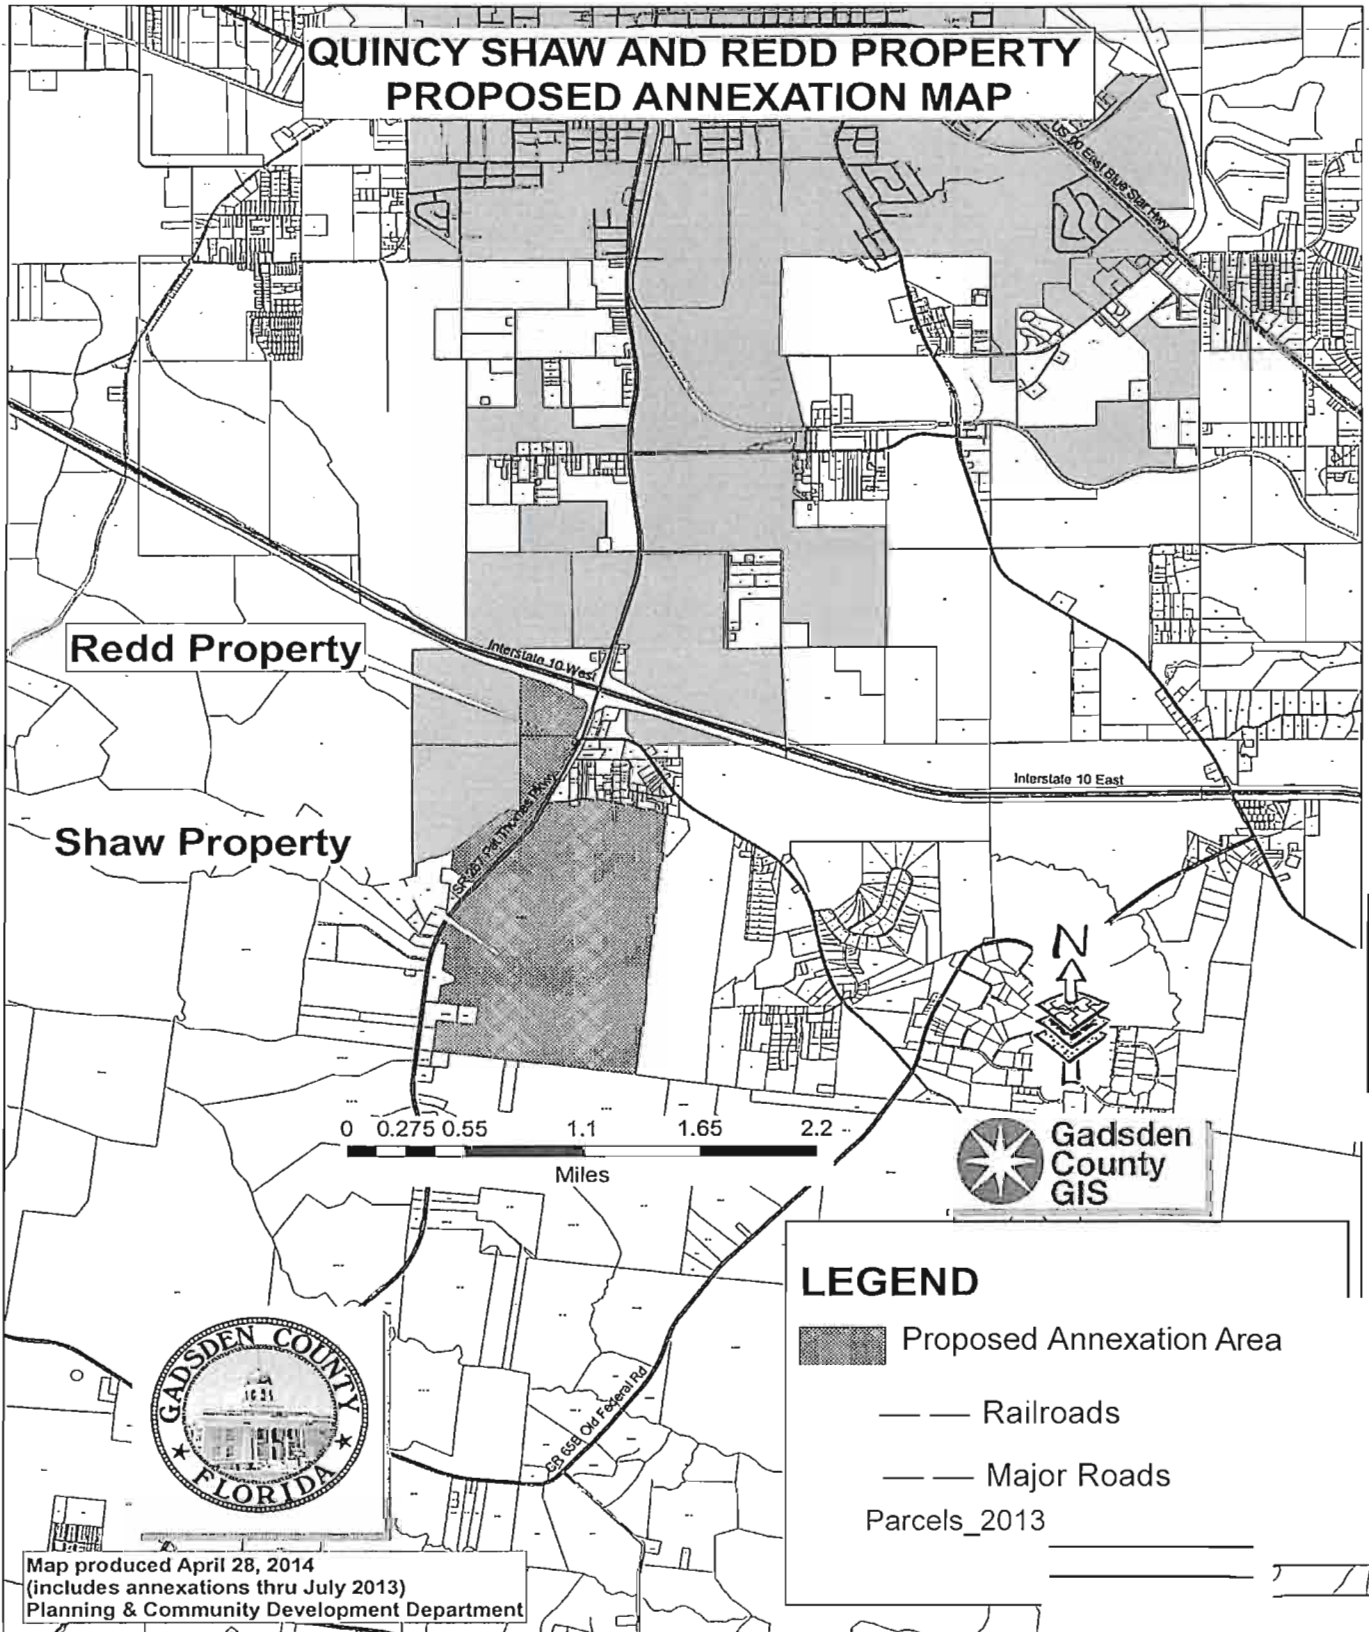 QUINCY SHAW AND REDD PROPERTY
PROPOSED ANNEXATION MAP
US 90 East Blue Star Hwy
Redd Property
Interstate 10 West
Interstate 10 East
Shaw Property
SR 267 Pat Thomas Pkwy
N
0 0.275 0.55 1.1 1.65 2.2
Miles
Gadsden
County
GIS
LEGEND
Proposed Annexation Area
Railroads
Major Roads
Parcels_2013
Old Federal Rd
GADSDEN COUNTY
FLORIDA
Map produced April 28, 2014
(includes annexations thru July 2013)
Planning & Community Development Department